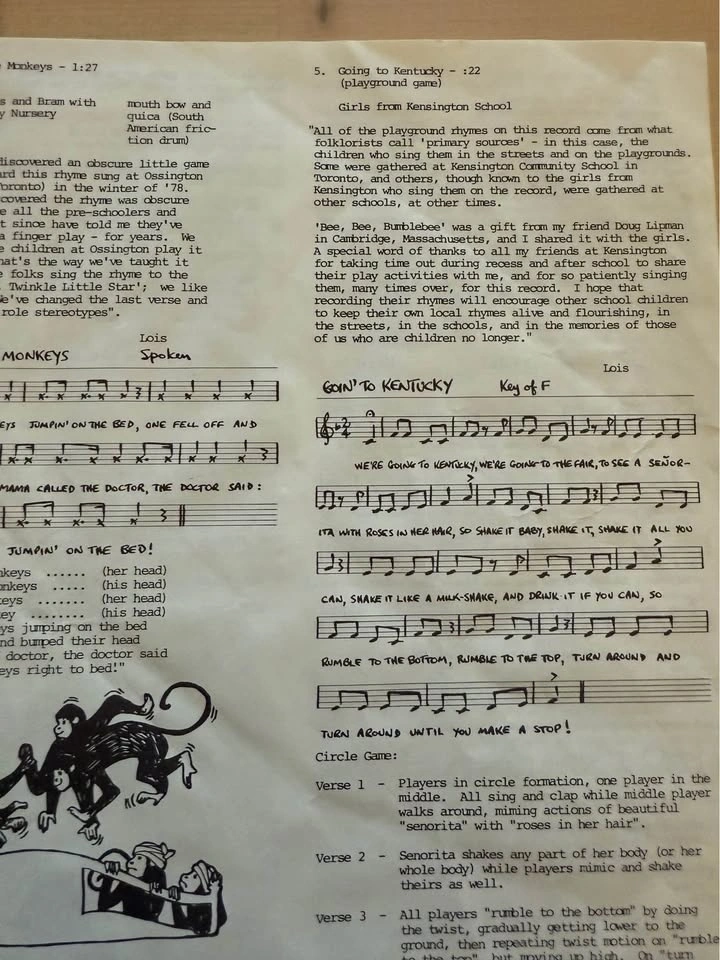 Monkeys - 1:27
s and Bram with
y Nursery
mouth bow and
quica (South
American fric-
tion drum)
discovered an obscure little game
rd this rhyme sung at Ossington
oronto) in the winter of '78.
covered the rhyme was obscure
e all the pre-schoolers and
t since have told me they've
a finger play - for years. We
e children at Ossington play it
hat's the way we've taught it
e folks sing the rhyme to the
Twinkle Little Star'; we like
We've changed the last verse and
role stereotypes".
Lois
MONKEYS Spoken
EYS JUMPIN' ON THE BED, ONE FELL OFF AND
MAMA CALLED THE DOCTOR, THE DOCTOR SAID:
JUMPIN' ON THE BED!
nkeys ...... (her head)
onkeys ..... (his head)
keys ....... (her head)
key ........ (his head)
ys jumping on the bed
nd bumped their head
doctor, the doctor said
eys right to bed!"
5. Going to Kentucky - :22
(playground game)
Girls from Kensington School
"All of the playground rhymes on this record come from what
folklorists call 'primary sources' - in this case, the
children who sing them in the streets and on the playgrounds.
Some were gathered at Kensington Community School in
Toronto, and others, though known to the girls from
Kensington who sing them on the record, were gathered at
other schools, at other times.
'Bee, Bee, Bumblebee' was a gift from my friend Doug Lipman
in Cambridge, Massachusetts, and I shared it with the girls.
A special word of thanks to all my friends at Kensington
for taking time out during recess and after school to share
their play activities with me, and for so patiently singing
them, many times over, for this record. I hope that
recording their rhymes will encourage other school children
to keep their own local rhymes alive and flourishing, in
the streets, in the schools, and in the memories of those
of us who are children no longer."
Lois
GOIN' TO KENTUCKY Key of F
WE'RE GOING TO KENTUCKY, WE'RE GOING TO THE FAIR, TO SEE A SEÑOR-
ITA WITH ROSES IN HER HAIR, SO SHAKE IT BABY, SHAKE IT, SHAKE IT ALL YOU
CAN, SHAKE IT LIKE A MILK-SHAKE, AND DRINK IT IF YOU CAN, SO
RUMBLE TO THE BOTTOM, RUMBLE TO THE TOP, TURN AROUND AND
TURN AROUND UNTIL YOU MAKE A STOP!
Circle Game:
Verse 1 - Players in circle formation, one player in the
middle. All sing and clap while middle player
walks around, miming actions of beautiful
"senorita" with "roses in her hair".
Verse 2 - Senorita shakes any part of her body (or her
whole body) while players mimic and shake
theirs as well.
Verse 3 - All players "rumble to the bottom" by doing
the twist, gradually getting lower to the
ground, then repeating twist motion on "rumble
to the top", but moving up high. On "turn